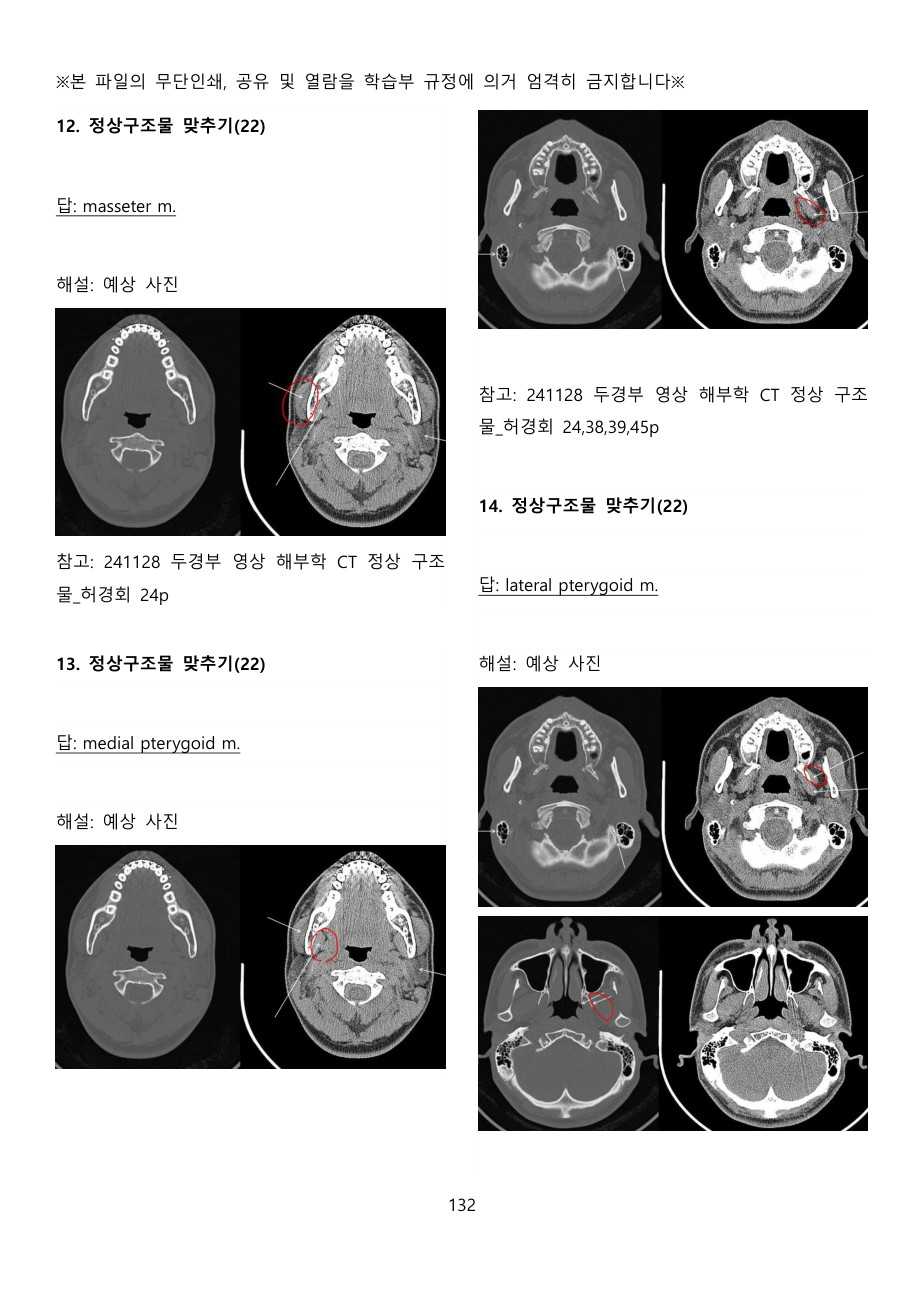 ※본 파일의 무단인쇄, 공유 및 열람을 학습부 규정에 의거 엄격히 금지합니다※
12. 정상구조물 맞추기(22)
답: masseter m.
해설: 예상 사진
참고: 241128 두경부 영상 해부학 CT 정상 구조
물_허경회 24p
13. 정상구조물 맞추기(22)
답: medial pterygoid m.
해설: 예상 사진
참고: 241128 두경부 영상 해부학 CT 정상 구조
물_허경회 24,38,39,45p
14. 정상구조물 맞추기(22)
답: lateral pterygoid m.
해설: 예상 사진
132